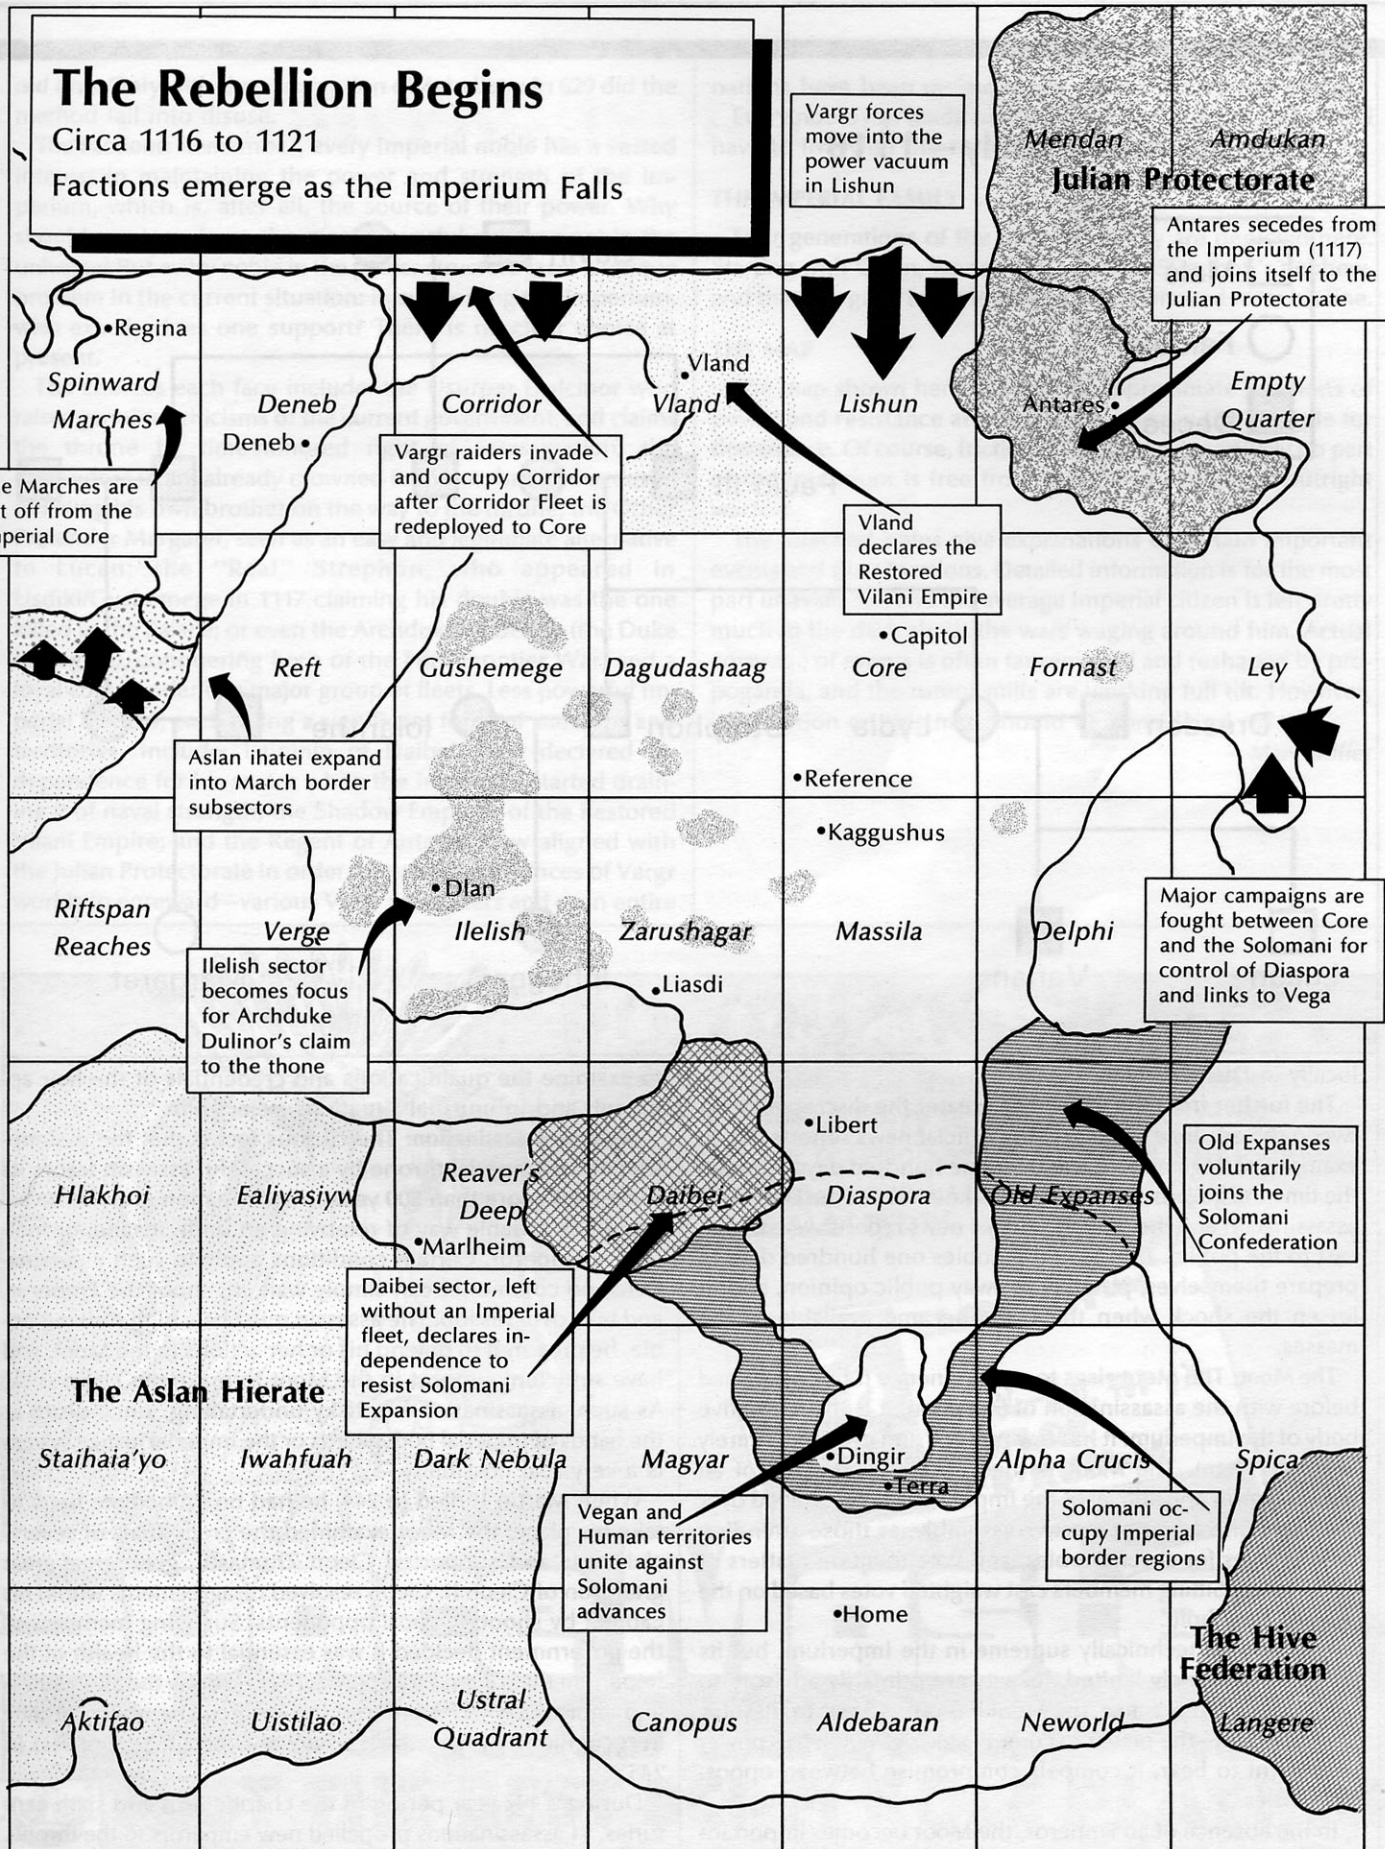 The Rebellion Begins
Circa 1116 to 1121
Factions emerge as the Imperium Falls
Vargr forces
move into the
power vacuum
in Lishun
Mendan
Amdukan
Julian Protectorate
Antares secedes from
the Imperium (1117)
and joins itself to the
Julian Protectorate
Regina
Spinward
Marches
Deneb
Deneb
Corridor
Vland
Vland
Lishun
Antares
Empty
Quarter
e Marches are
t off from the
perial Core
Vargr raiders invade
and occupy Corridor
after Corridor Fleet is
redeployed to Core
Vland
declares the
Restored
Vilani Empire
Capitol
Reft
Gushmege
Dagudashaag
Core
Fornast
Ley
Aslan ihatei expand
into March border
subsectors
Reference
Kaggushus
Dlan
Riftspan
Reaches
Verge
Ilelish
Zarushagar
Massila
Delphi
Major campaigns are
fought between Core
and the Solomani for
control of Diaspora
and links to Vega
Ilelish sector
becomes focus
for Archduke
Dulinor's claim
to the thone
Liasdi
Libert
Old Expanses
voluntarily
joins the
Solomani
Confederation
Hlakhoi
Ealiyasiyw
Reaver's
Deep
Daibei
Diaspora
Old Expanses
Marlheim
Daibei sector, left
without an Imperial
fleet, declares in-
dependence to
resist Solomani
Expansion
The Aslan Hierate
Staihaia'yo
Iwahfuah
Dark Nebula
Magyar
Dingir
Terra
Alpha Crucis
Spica
Vegan and
Human territories
unite against
Solomani
advances
Solomani oc-
cupy Imperial
border regions
Home
The Hive
Federation
Aktifao
Uistilao
Ustral
Quadrant
Canopus
Aldebaran
Neworld
Langere